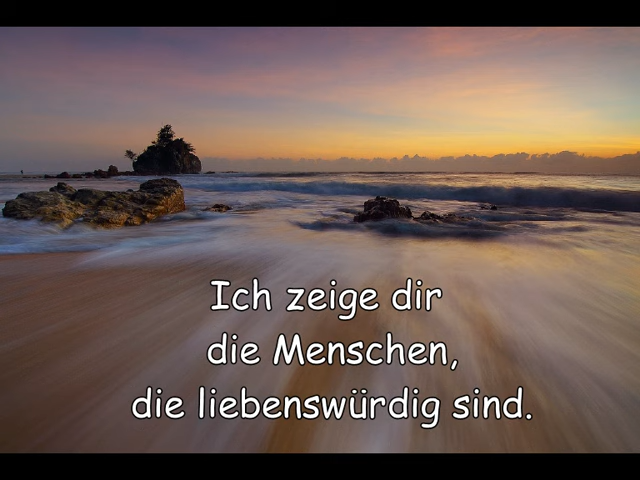 Ich zeige dir
die Menschen,
die liebenswürdig sind.